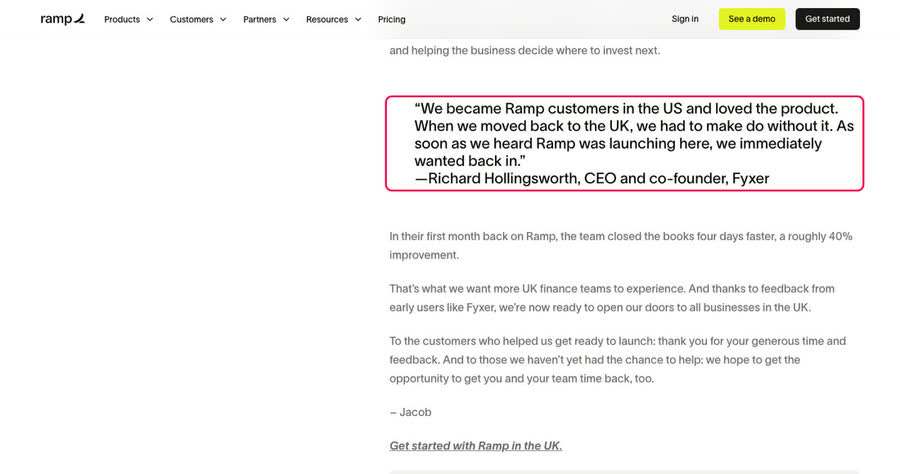 ramp
Products
Customers
Partners
Resources
Pricing
Sign in
See a demo
Get started
and helping the business decide where to invest next.
“We became Ramp customers in the US and loved the product.
When we moved back to the UK, we had to make do without it. As
soon as we heard Ramp was launching here, we immediately
wanted back in.”
—Richard Hollingsworth, CEO and co-founder, Fyxer
In their first month back on Ramp, the team closed the books four days faster, a roughly 40%
improvement.
That’s what we want more UK finance teams to experience. And thanks to feedback from
early users like Fyxer, we’re now ready to open our doors to all businesses in the UK.
To the customers who helped us get ready to launch: thank you for your generous time and
feedback. And to those we haven’t yet had the chance to help: we hope to get the
opportunity to get you and your team time back, too.
– Jacob
Get started with Ramp in the UK.